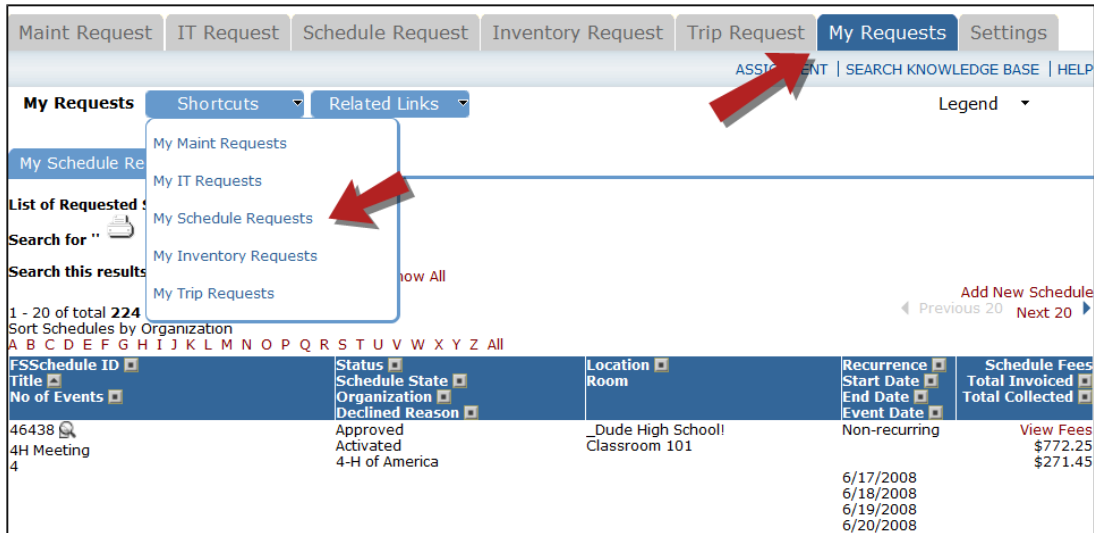 Maint Request IT Request Schedule Request Inventory Request Trip Request My Requests Settings
SEARCH KNOWLEDGE BASE | HELP
My Requests Shortcuts Related Links Legend
My Maint Requests
My Schedule Re
My IT Requests
List of Requested
My Schedule Requests
Search for "
My Inventory Requests
Search this results how All
My Trip Requests
Add New Schedule
1 - 20 of total 224 Previous 20 Next 20
Sort Schedules by Organization
A B C D E F G H I J K L M N O P Q R S T U V W X Y Z All
FSSchedule ID Status Location Recurrence Schedule Fees
Title Schedule State Room Start Date Total Invoiced
No of Events Organization End Date Total Collected
Declined Reason Event Date
46438 Approved _Dude High School! Non-recurring View Fees
4H Meeting Activated Classroom 101 $772.25
4 4-H of America $271.45
6/17/2008
6/18/2008
6/19/2008
6/20/2008